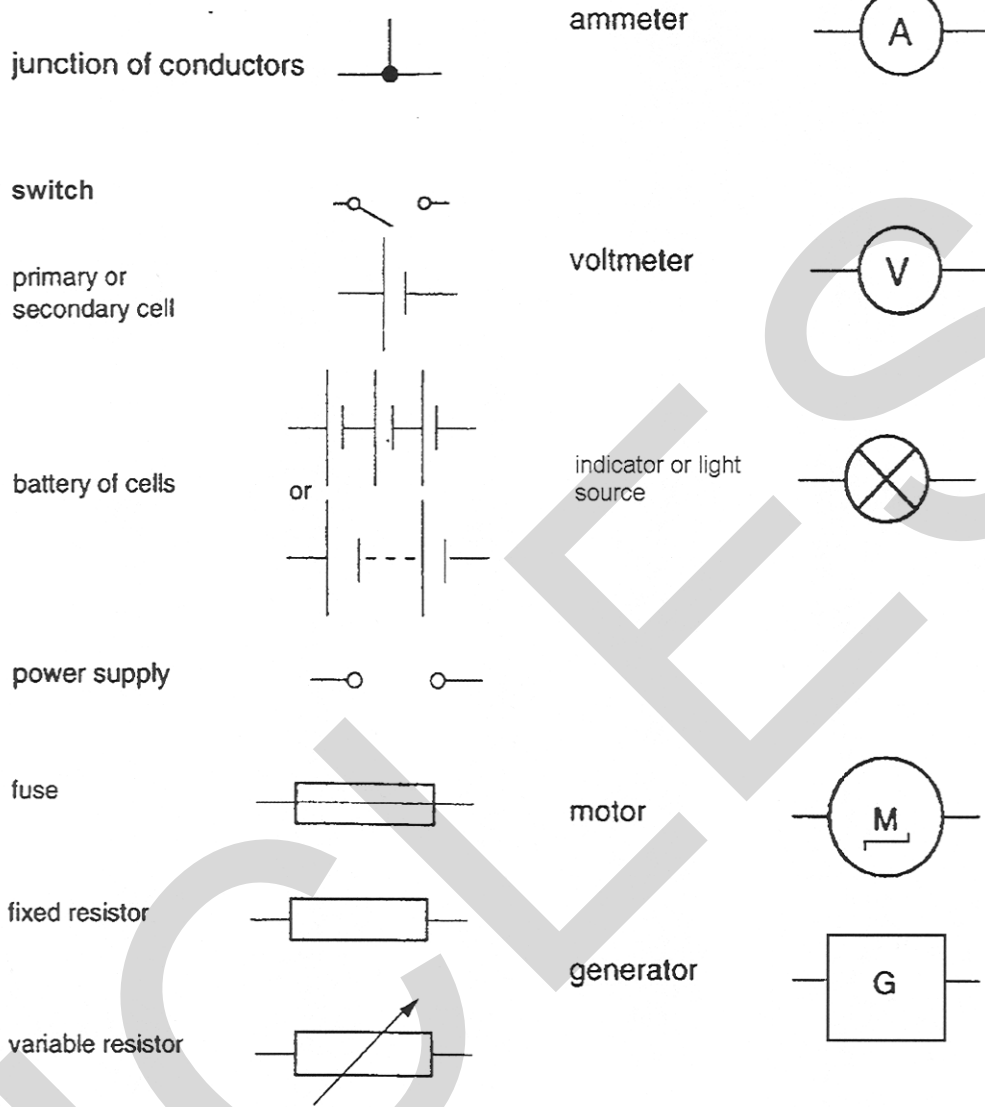 junction of conductors
switch
primary or
secondary cell
battery of cells
or
power supply
fuse
fixed resistor
variable resistor
ammeter
A
voltmeter
V
indicator or light
source
motor
M
generator
G